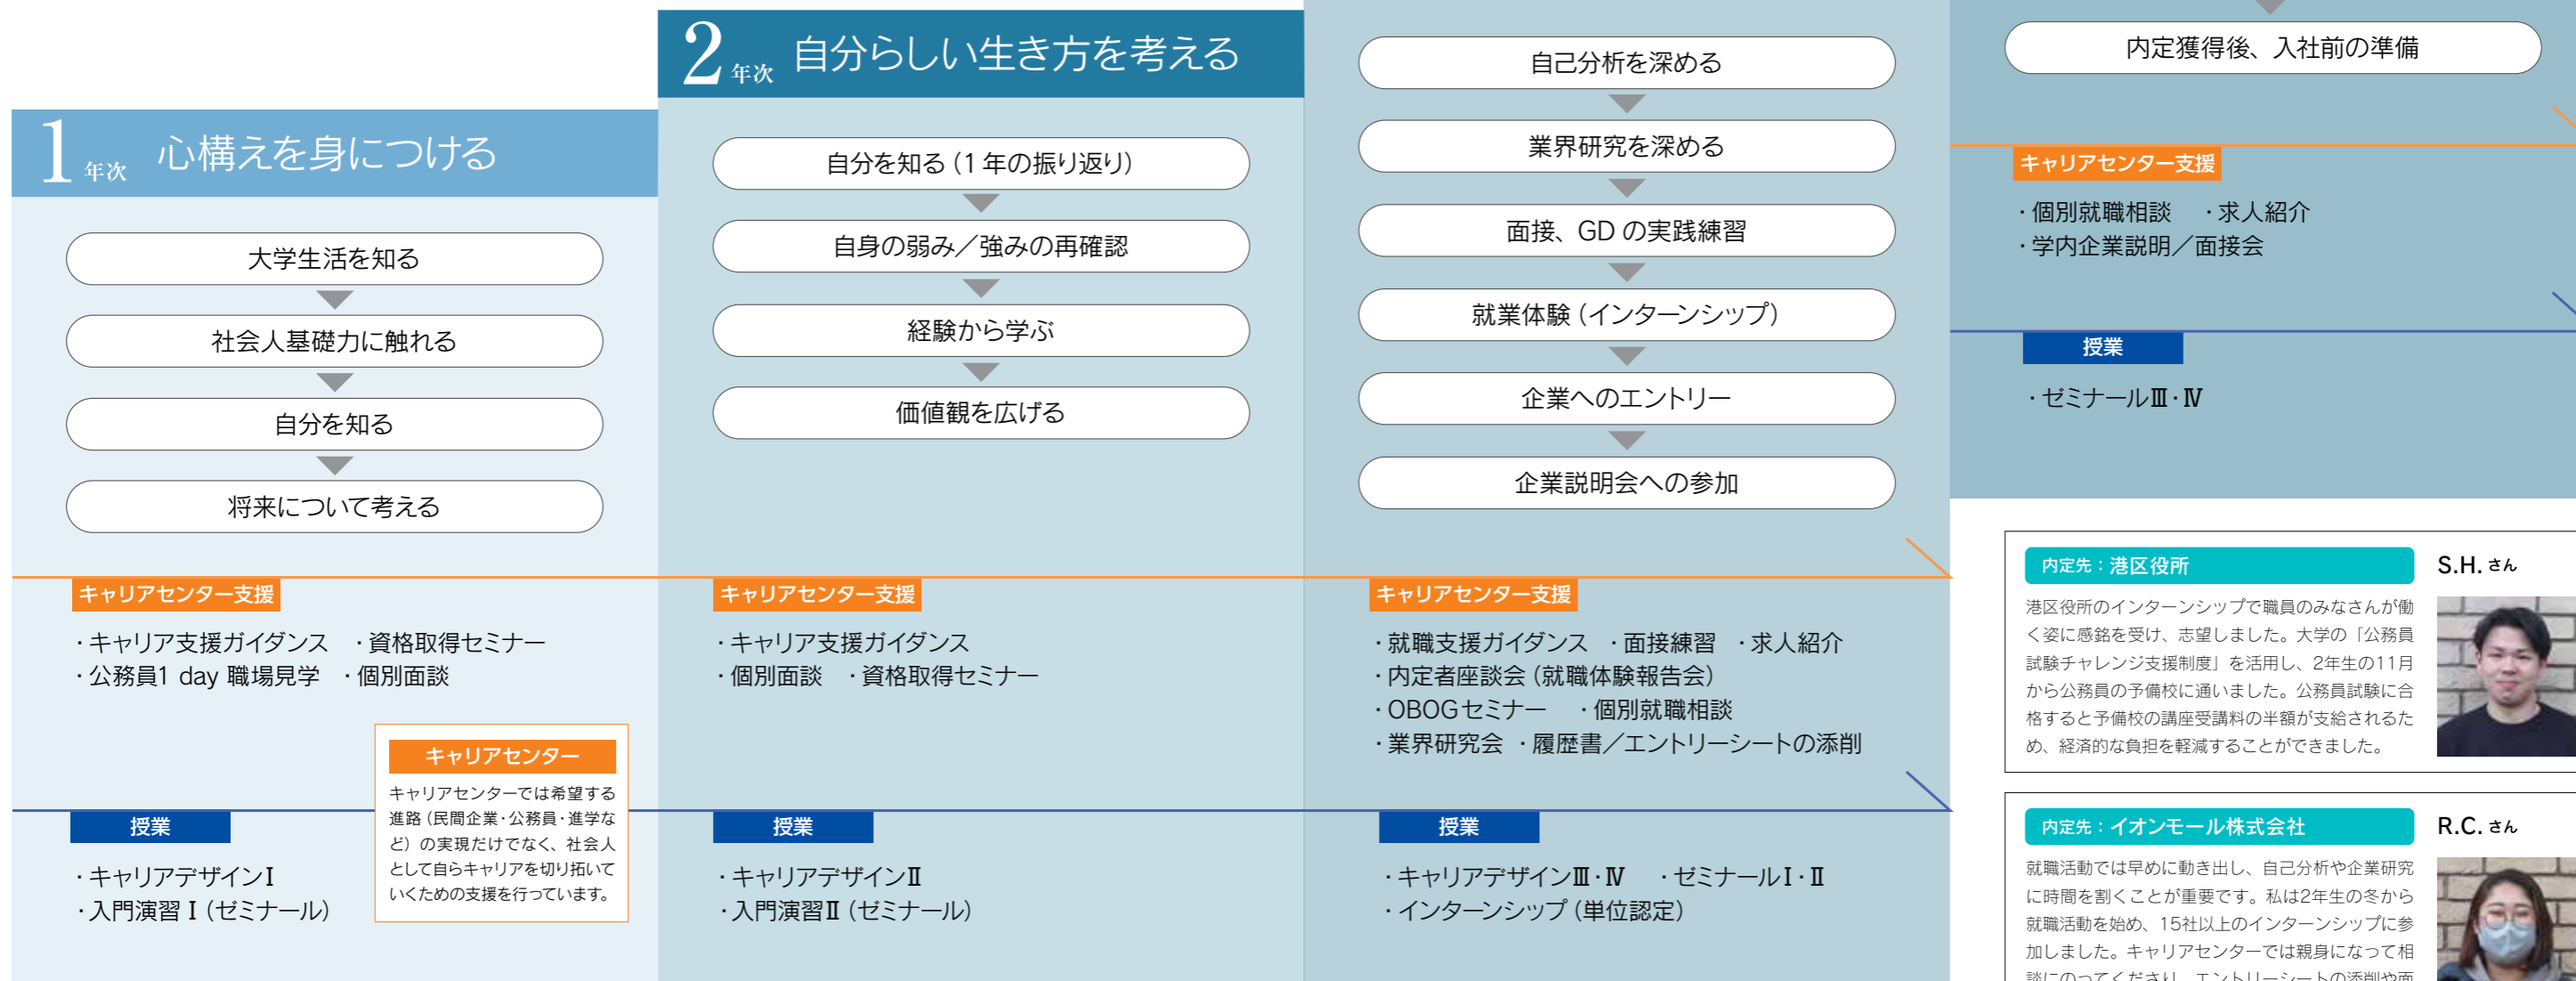 1年次 心構えを身につける
大学生活を知る
社会人基礎力に触れる
自分を知る
将来について考える
キャリアセンター支援
・キャリア支援ガイダンス ・資格取得セミナー
・公務員1 day 職場見学 ・個別面談
キャリアセンター
キャリアセンターでは希望する
進路(民間企業・公務員・進学な
ど)の実現だけでなく、社会人
として自らキャリアを切り拓いて
いくための支援を行っています。
授業
・キャリアデザインⅠ
・入門演習Ⅰ(ゼミナール)
2年次 自分らしい生き方を考える
自分を知る(1年の振り返り)
自身の弱み/強みの再確認
経験から学ぶ
価値観を広げる
キャリアセンター支援
・キャリア支援ガイダンス
・個別面談 ・資格取得セミナー
授業
・キャリアデザインⅡ
・入門演習Ⅱ(ゼミナール)
自己分析を深める
業界研究を深める
面接、GDの実践練習
就業体験(インターンシップ)
企業へのエントリー
企業説明会への参加
キャリアセンター支援
・就職支援ガイダンス ・面接練習 ・求人紹介
・内定者座談会(就職体験報告会)
・OBOGセミナー ・個別就職相談
・業界研究会 ・履歴書/エントリーシートの添削
授業
・キャリアデザインⅢ・Ⅳ ・ゼミナールⅠ・Ⅱ
・インターンシップ(単位認定)
内定獲得後、入社前の準備
キャリアセンター支援
・個別就職相談 ・求人紹介
・学内企業説明/面接会
授業
・ゼミナールⅢ・Ⅳ
内定先:港区役所
S.H.さん
港区役所のインターンシップで職員のみなさんが働
く姿に感銘を受け、志望しました。大学の「公務員
試験チャレンジ支援制度」を活用し、2年生の11月
から公務員の予備校に通いました。公務員試験に合
格すると予備校の講座受講料の半額が支給されるた
め、経済的な負担を軽減することができました。
内定先:イオンモール株式会社
R.C.さん
就職活動では早めに動き出し、自己分析や企業研究
に時間を割くことが重要です。私は2年生の冬から
就職活動を始め、15社以上のインターンシップに参
加しました。キャリアセンターでは親身になって相
談にのってくださり、エントリーシートの添削や面